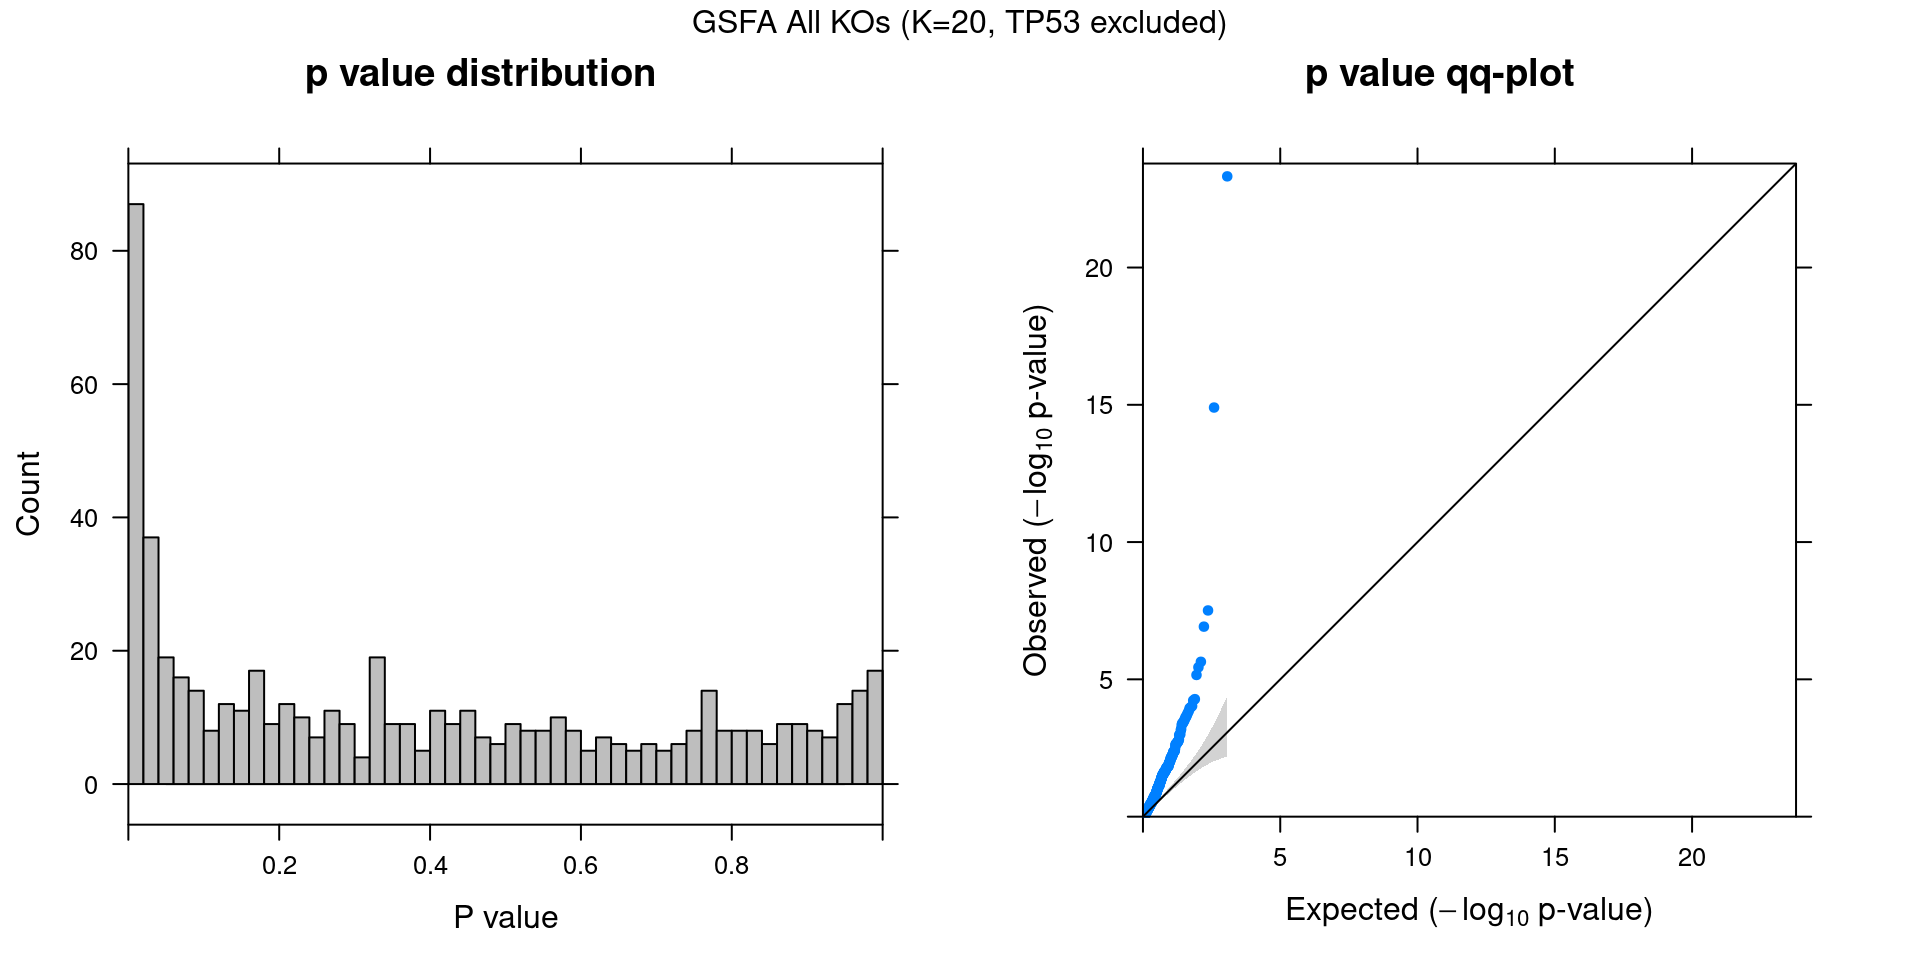 GSFA All KOs (K=20, TP53 excluded)
p value distribution
80
60
40
20
0
Count
0.2 0.4 0.6 0.8
P value
p value qq-plot
20
15
10
5
Observed (−log10 p-value)
5 10 15 20
Expected (−log10 p-value)